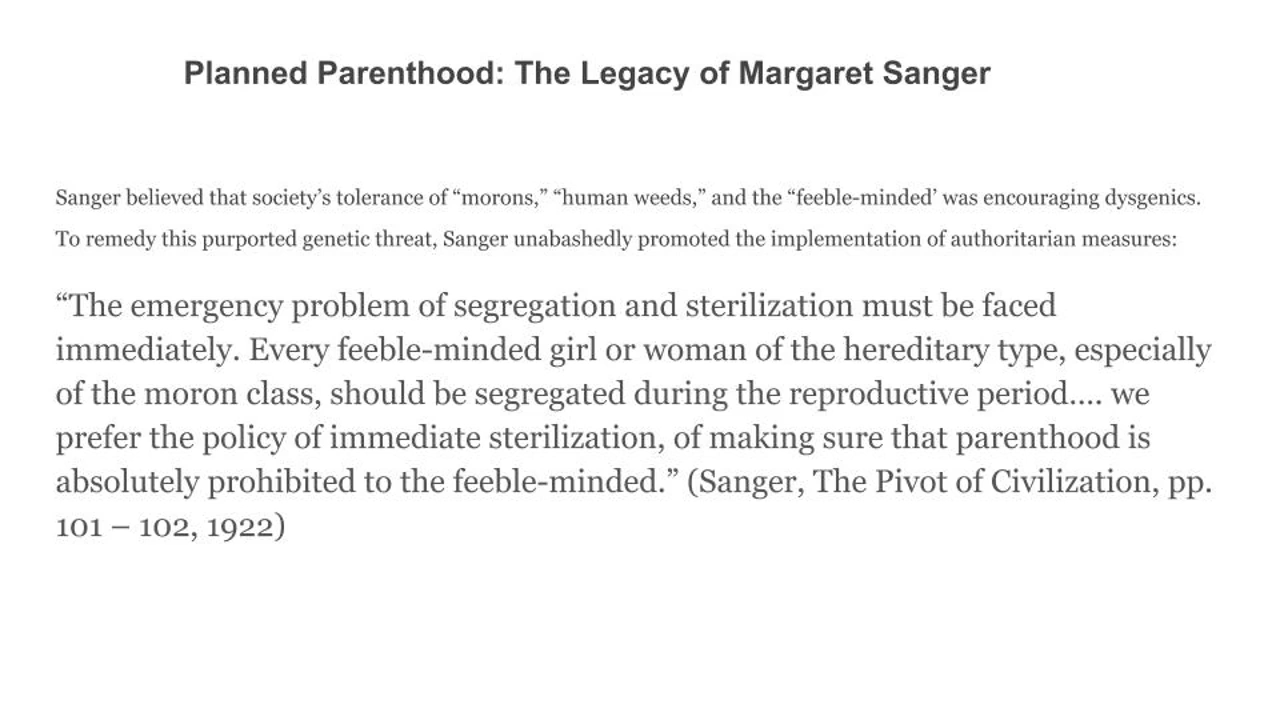 Planned Parenthood: The Legacy of Margaret Sanger
Sanger believed that society’s tolerance of “morons,” “human weeds,” and the “feeble-minded’ was encouraging dysgenics.
To remedy this purported genetic threat, Sanger unabashedly promoted the implementation of authoritarian measures:
“The emergency problem of segregation and sterilization must be faced
immediately. Every feeble-minded girl or woman of the hereditary type, especially
of the moron class, should be segregated during the reproductive period.... we
prefer the policy of immediate sterilization, of making sure that parenthood is
absolutely prohibited to the feeble-minded.” (Sanger, The Pivot of Civilization, pp.
101 – 102, 1922)